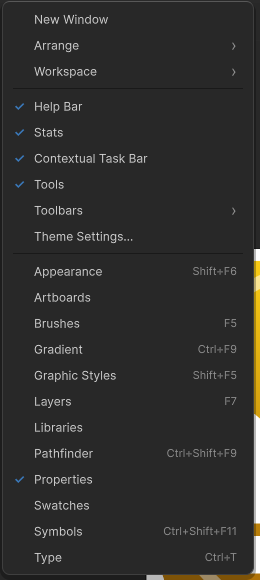 New Window
Arrange
Workspace
Help Bar
Stats
Contextual Task Bar
Tools
Toolbars
Theme Settings...
Appearance Shift+F6
Artboards
Brushes F5
Gradient Ctrl+F9
Graphic Styles Shift+F5
Layers F7
Libraries
Pathfinder Ctrl+Shift+F9
Properties
Swatches
Symbols Ctrl+Shift+F11
Type Ctrl+T